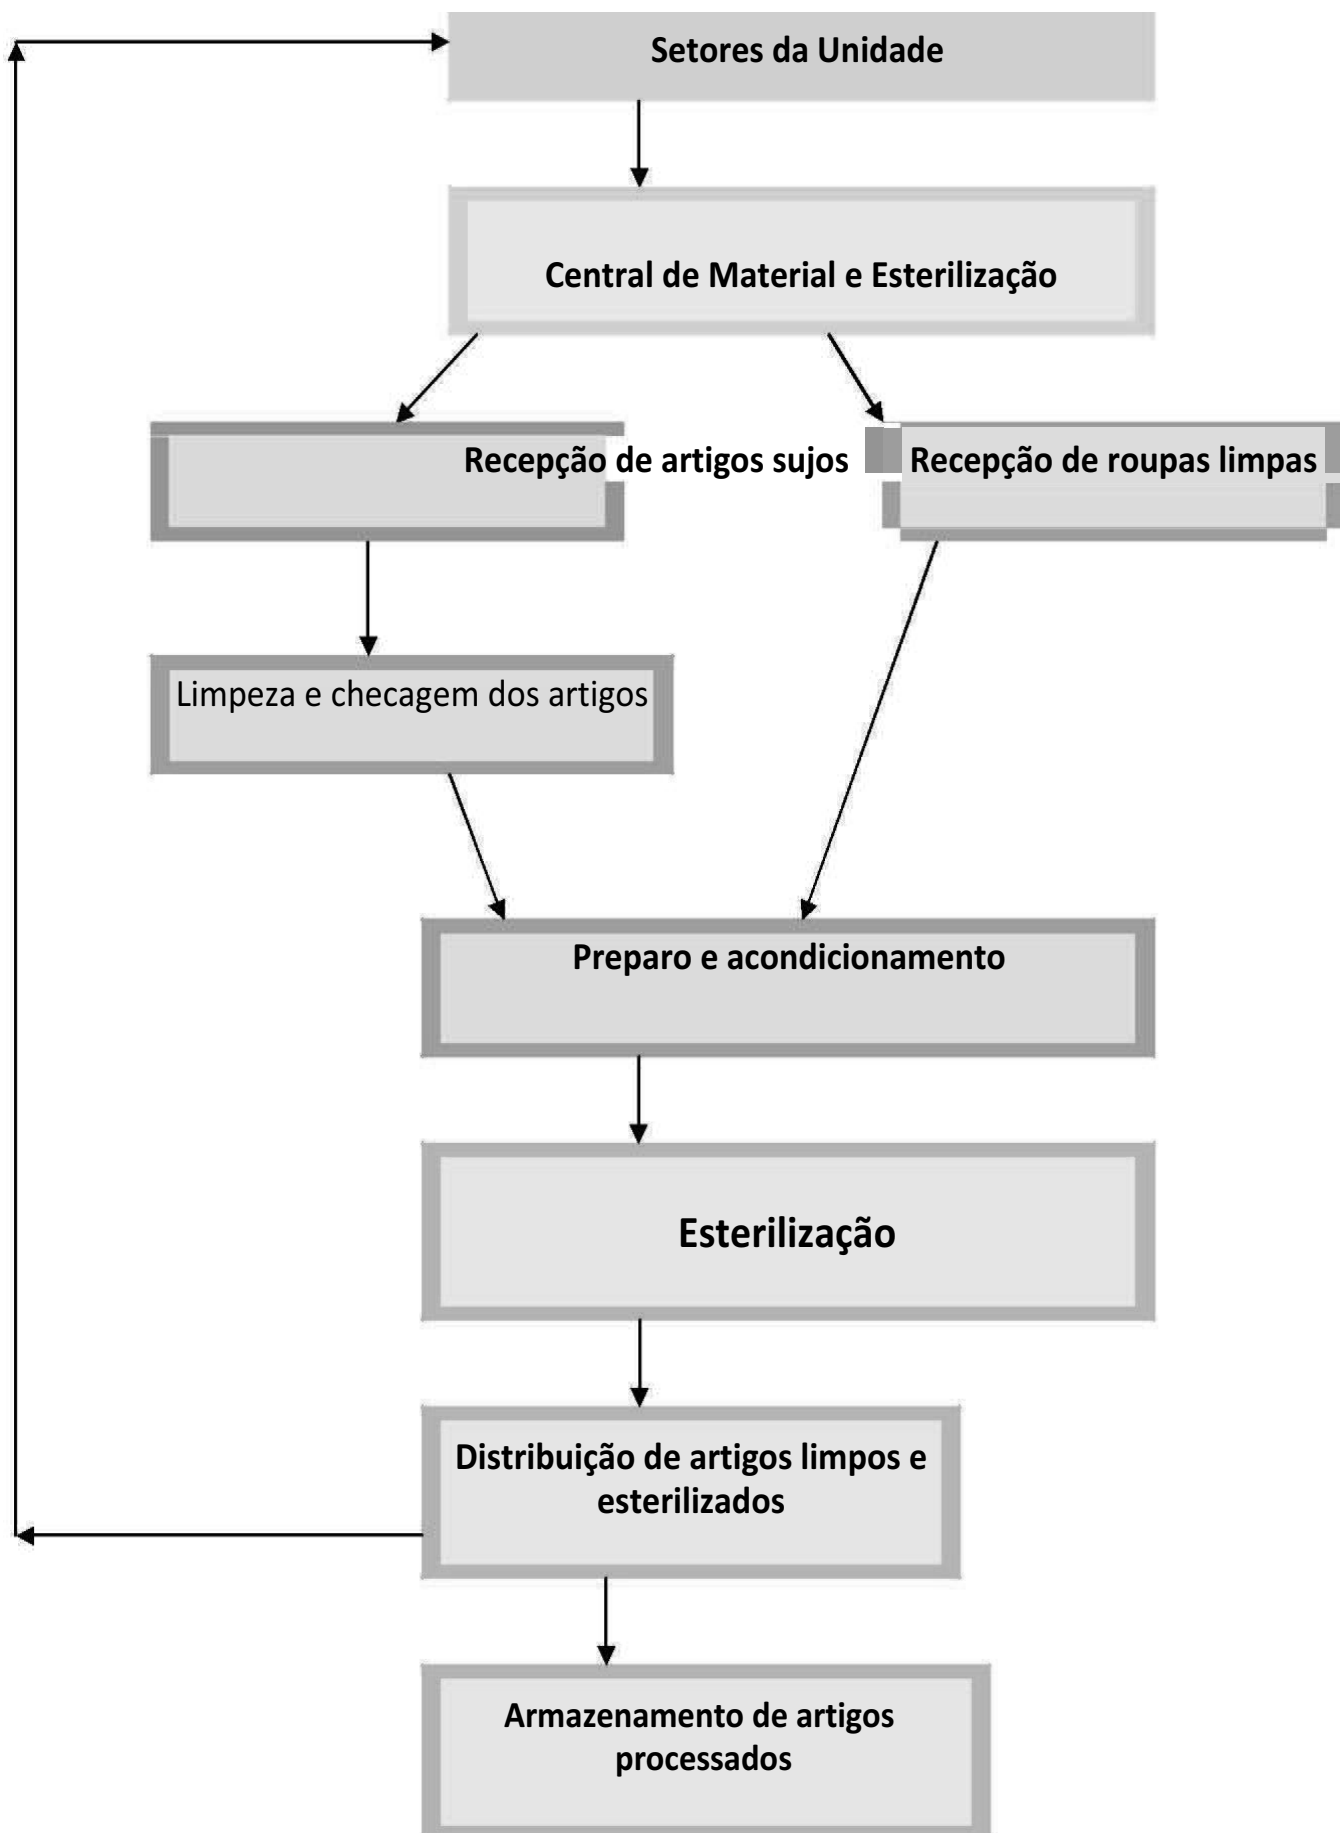 Setores da Unidade
Central de Material e Esterilização
Recepção de artigos sujos
Recepção de roupas limpas
Limpeza e checagem dos artigos
Preparo e acondicionamento
Esterilização
Distribuição de artigos limpos e
esterilizados
Armazenamento de artigos
processados